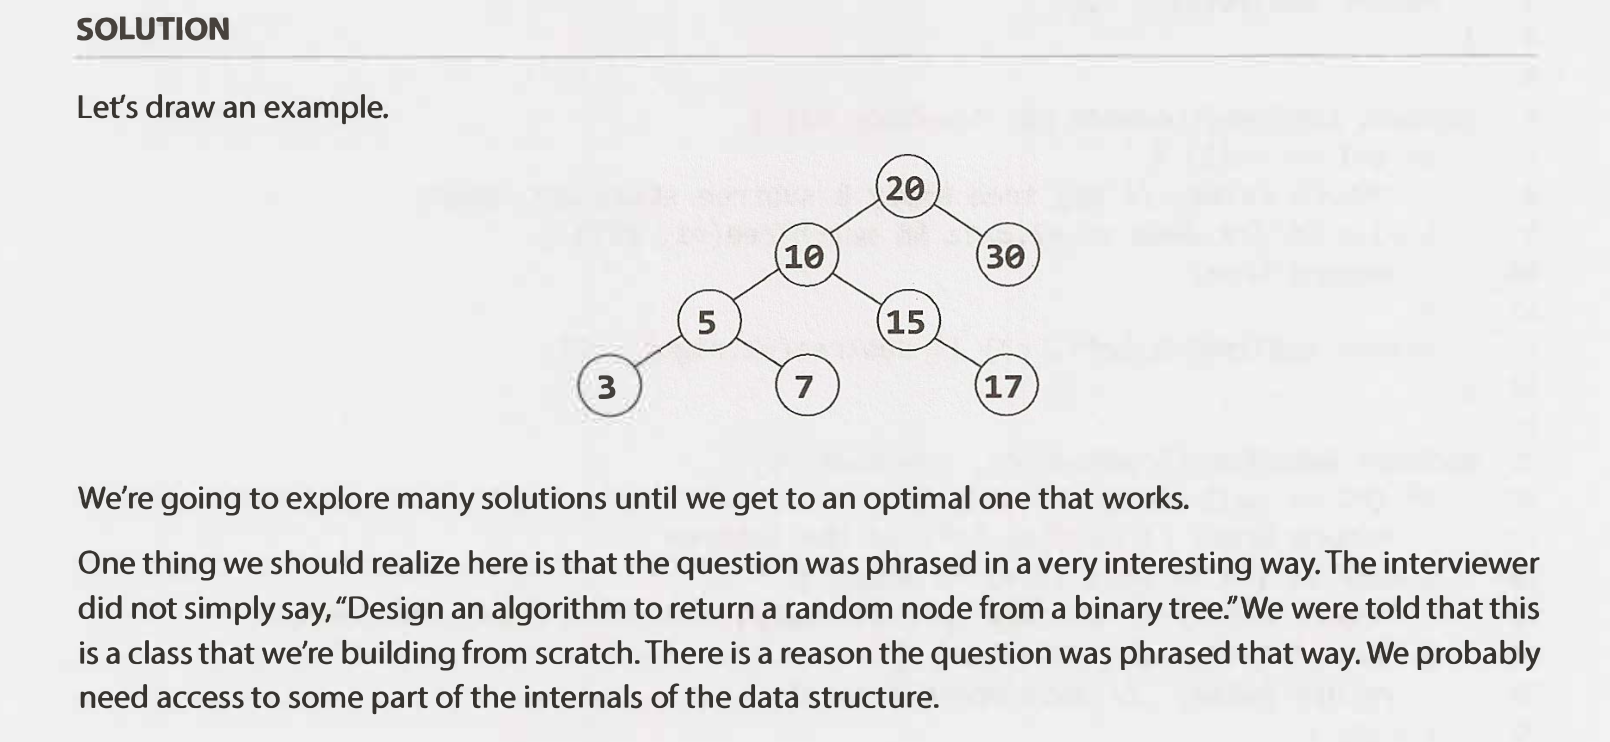 SOLUTION
Let's draw an example.
20
10
30
5
15
3
7
17
We're going to explore many solutions until we get to an optimal one that works.
One thing we should realize here is that the question was phrased in a very interesting way. The interviewer
did not simply say, "Design an algorithm to return a random node from a binary tree." We were told that this
is a class that we're building from scratch. There is a reason the question was phrased that way. We probably
need access to some part of the internals of the data structure.